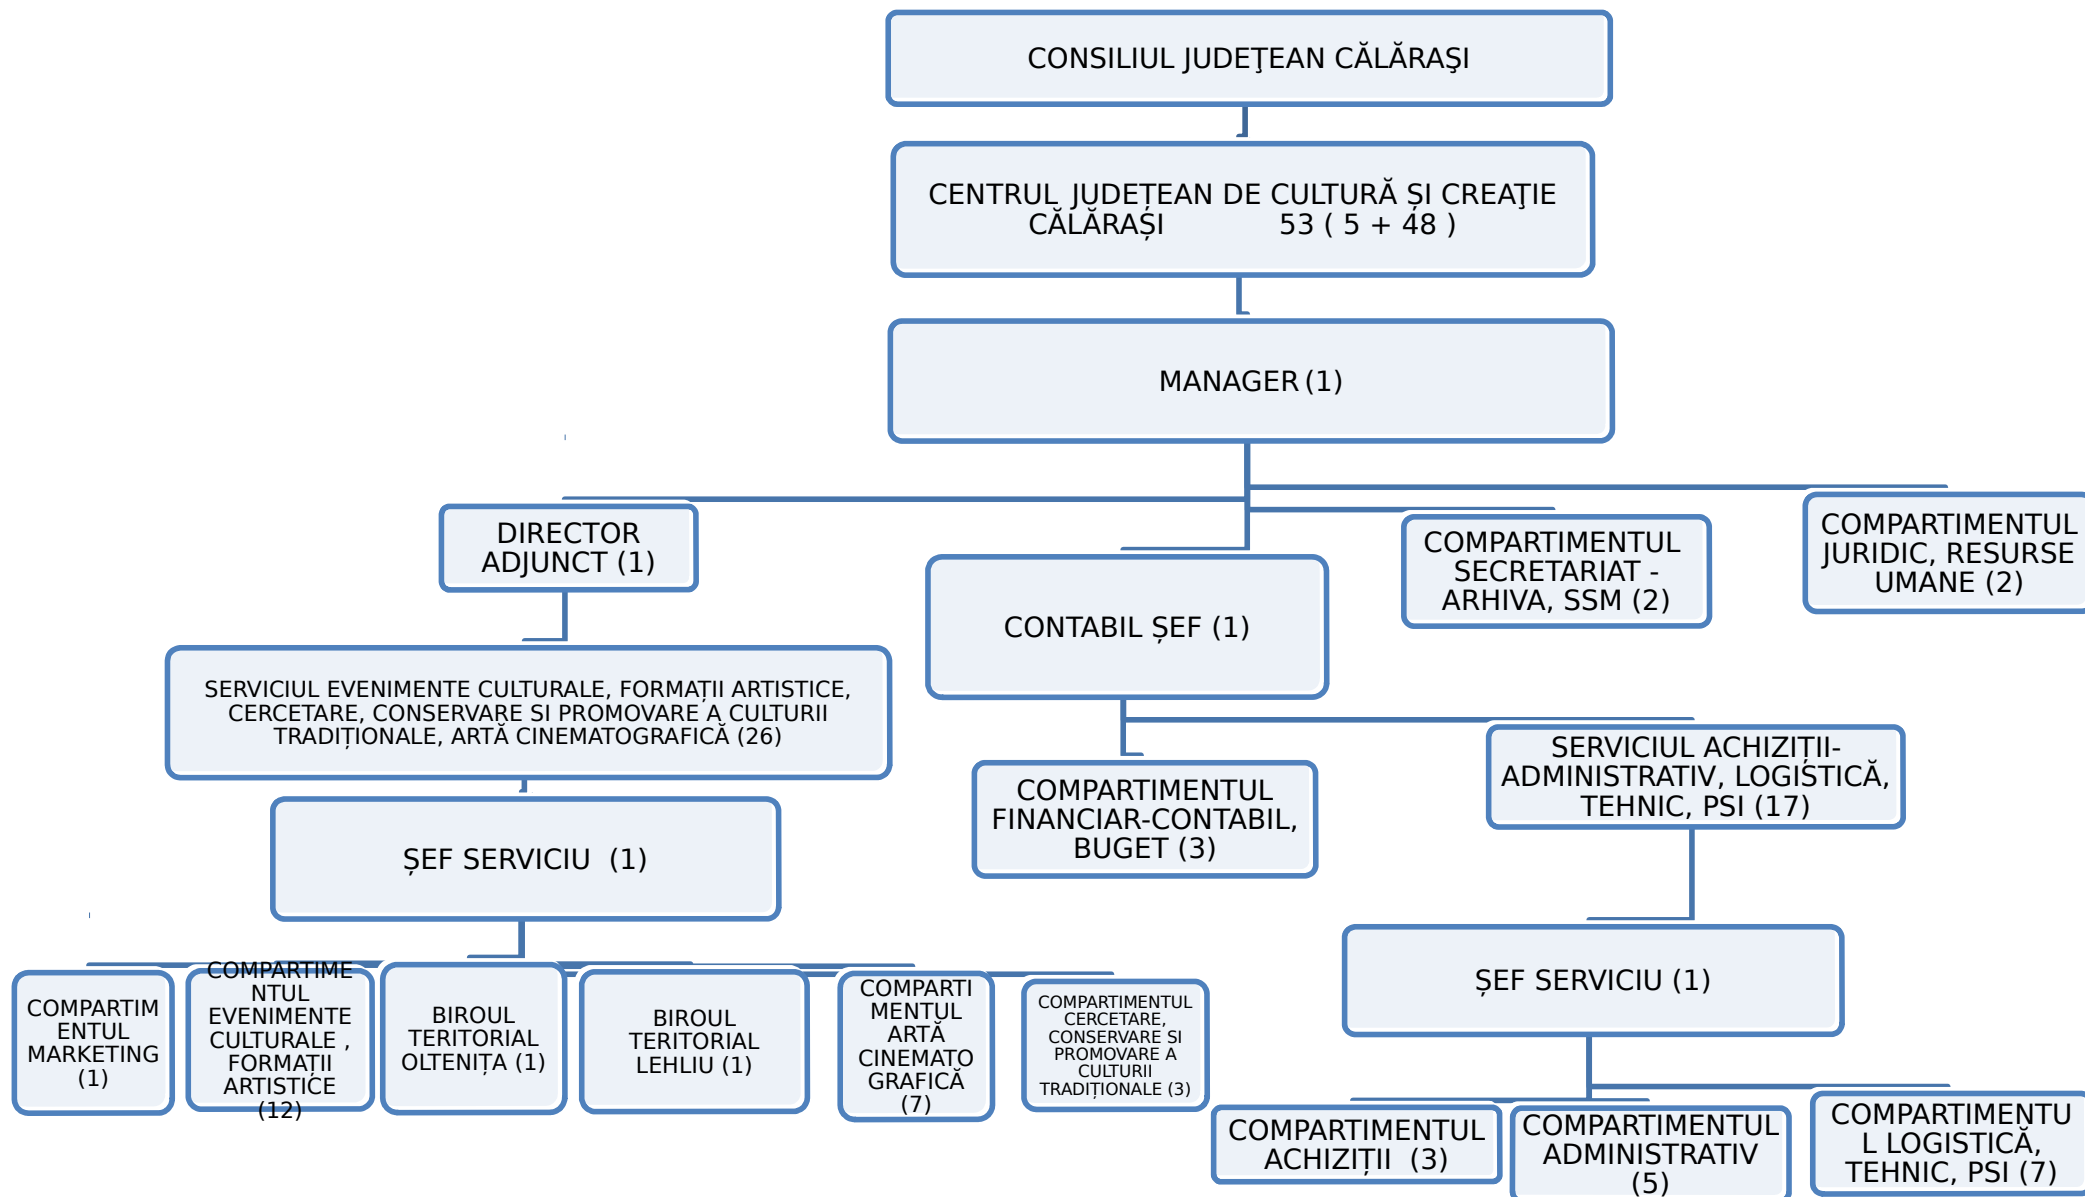 CONSILIUL JUDEŢEAN CĂLĂRAŞI
CENTRUL JUDEȚEAN DE CULTURĂ ȘI CREAŢIE
CĂLĂRAȘI 53 ( 5 + 48 )
MANAGER (1)
DIRECTOR
ADJUNCT (1)
CONTABIL ȘEF (1)
COMPARTIMENTUL
SECRETARIAT -
ARHIVA, SSM (2)
COMPARTIMENTUL
JURIDIC, RESURSE
UMANE (2)
SERVICIUL EVENIMENTE CULTURALE, FORMAȚII ARTISTICE,
CERCETARE, CONSERVARE SI PROMOVARE A CULTURII
TRADIȚIONALE, ARTĂ CINEMATOGRAFICĂ (26)
COMPARTIMENTUL
FINANCIAR-CONTABIL,
BUGET (3)
SERVICIUL ACHIZIȚII-
ADMINISTRATIV, LOGISTICĂ,
TEHNIC, PSI (17)
ȘEF SERVICIU (1)
ȘEF SERVICIU (1)
COMPARTIM
ENTUL
MARKETING
(1)
COMPARTIME
NTUL
EVENIMENTE
CULTURALE ,
FORMAȚII
ARTISTICE
(12)
BIROUL
TERITORIAL
OLTENIȚA (1)
BIROUL
TERITORIAL
LEHLIU (1)
COMPARTI
MENTUL
ARTĂ
CINEMATO
GRAFICĂ
(7)
COMPARTIMENTUL
CERCETARE,
CONSERVARE SI
PROMOVARE A
CULTURII
TRADIȚIONALE (3)
COMPARTIMENTUL
ACHIZIȚII (3)
COMPARTIMENTUL
ADMINISTRATIV
(5)
COMPARTIMENTU
L LOGISTICĂ,
TEHNIC, PSI (7)